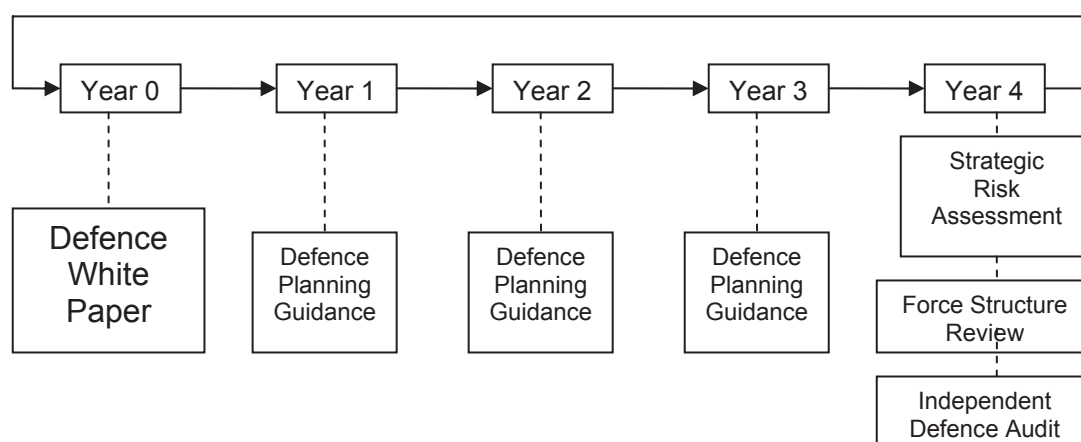 Year 0
Year 1
Year 2
Year 3
Year 4
Defence
White
Paper
Defence
Planning
Guidance
Defence
Planning
Guidance
Defence
Planning
Guidance
Strategic
Risk
Assessment
Force Structure
Review
Independent
Defence Audit